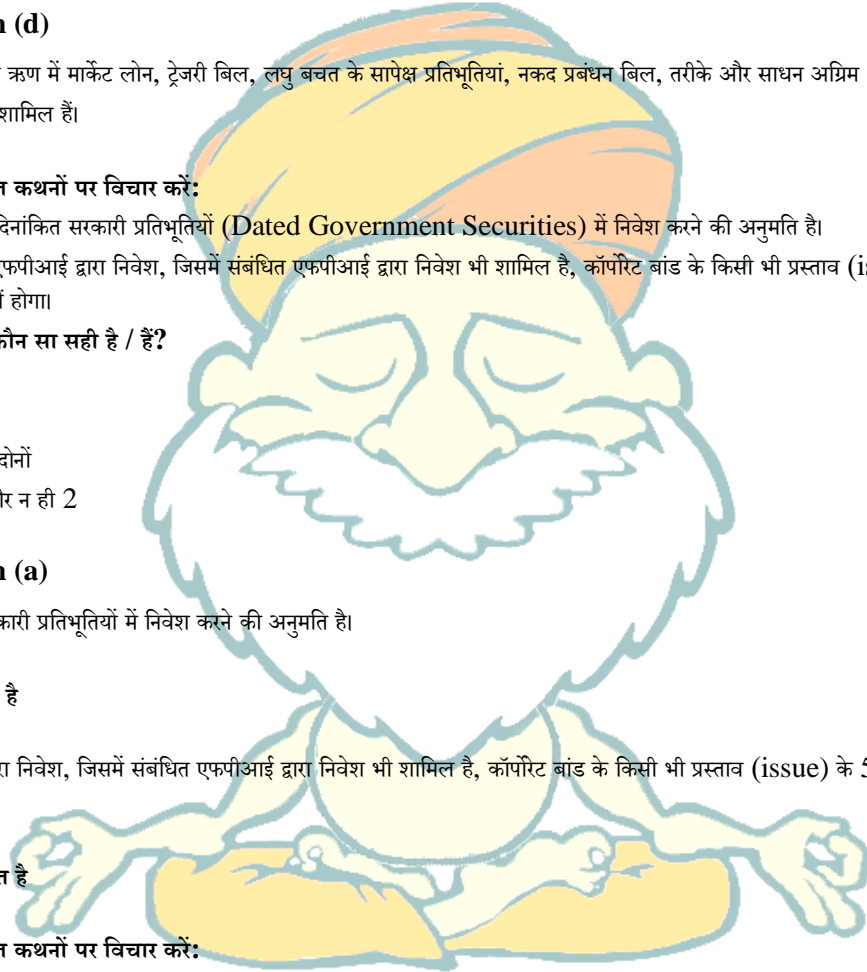 (d)
ऋण में मार्केट लोन, ट्रेजरी बिल, लघु बचत के सापेक्ष प्रतिभूतियां, नकद प्रबंधन बिल, तरीके और साधन अग्रिम
शामिल हैं।
कथनों पर विचार करें:
दिनांकित सरकारी प्रतिभूतियों (Dated Government Securities) में निवेश करने की अनुमति है।
एफपीआई द्वारा निवेश, जिसमें संबंधित एफपीआई द्वारा निवेश भी शामिल है, कॉर्पोरेट बांड के किसी भी प्रस्ताव
होगा।
कौन सा सही है / हैं?
दोनों
न ही 2
(a)
प्रतिभूतियों में निवेश करने की अनुमति है।
है
निवेश, जिसमें संबंधित एफपीआई द्वारा निवेश भी शामिल है, कॉर्पोरेट बांड के किसी भी प्रस्ताव (issue) के
है
कथनों पर विचार करें: